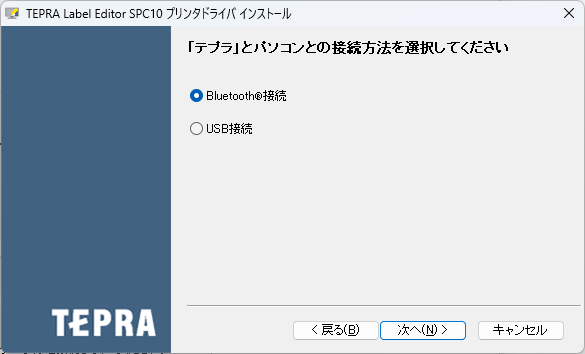 TEPRA Label Editor SPC10 プリンタドライバ インストール
「テプラ」とパソコンとの接続方法を選択してください
Bluetooth®接続
USB接続
TEPRA
< 戻る(B)
次へ(N) >
キャンセル